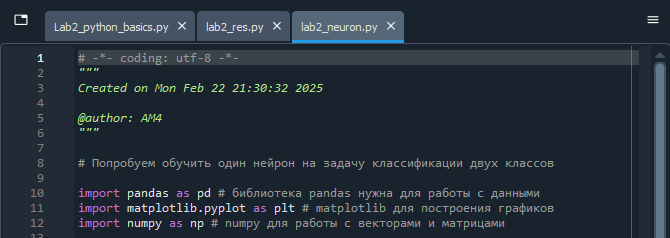 Lab2_python_basics.py × lab2_res.py × lab2_neuron.py ×
1 # -*- coding: utf-8 -*-
2 """
3 Created on Mon Feb 22 21:30:32 2025
4
5 @author: AM4
6 """
7
8 # Попробуем обучить один нейрон на задачу классификации двух классов
9
10 import pandas as pd # библиотека pandas нужна для работы с данными
11 import matplotlib.pyplot as plt # matplotlib для построения графиков
12 import numpy as np # numpy для работы с векторами и матрицами